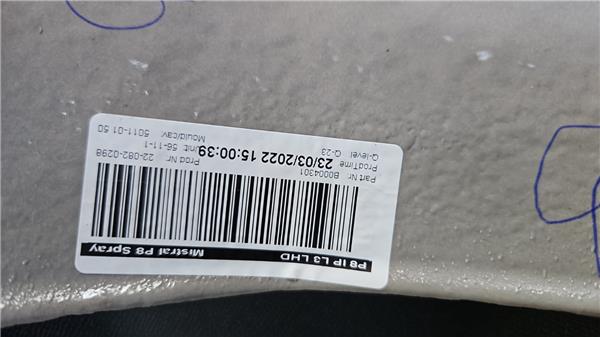 P8 IP L3 LHD Mistral P8 Spray
Part Nr B0004301 Prod Nr 22-082-0298
ProdTime 23/03/2022 15:00:39 Unit: 56-11-1
Q-level Q-23 Mould/cav. 5011-01.50